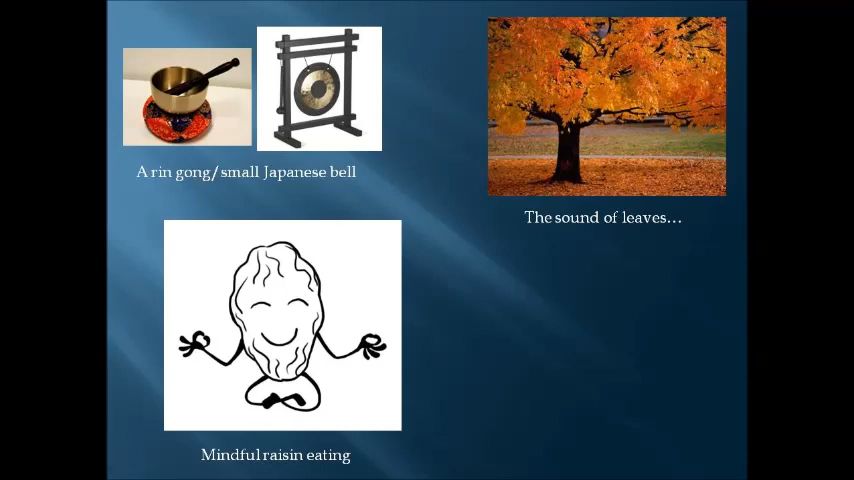 A rin gong/small Japanese bell
The sound of leaves...
Mindful raisin eating